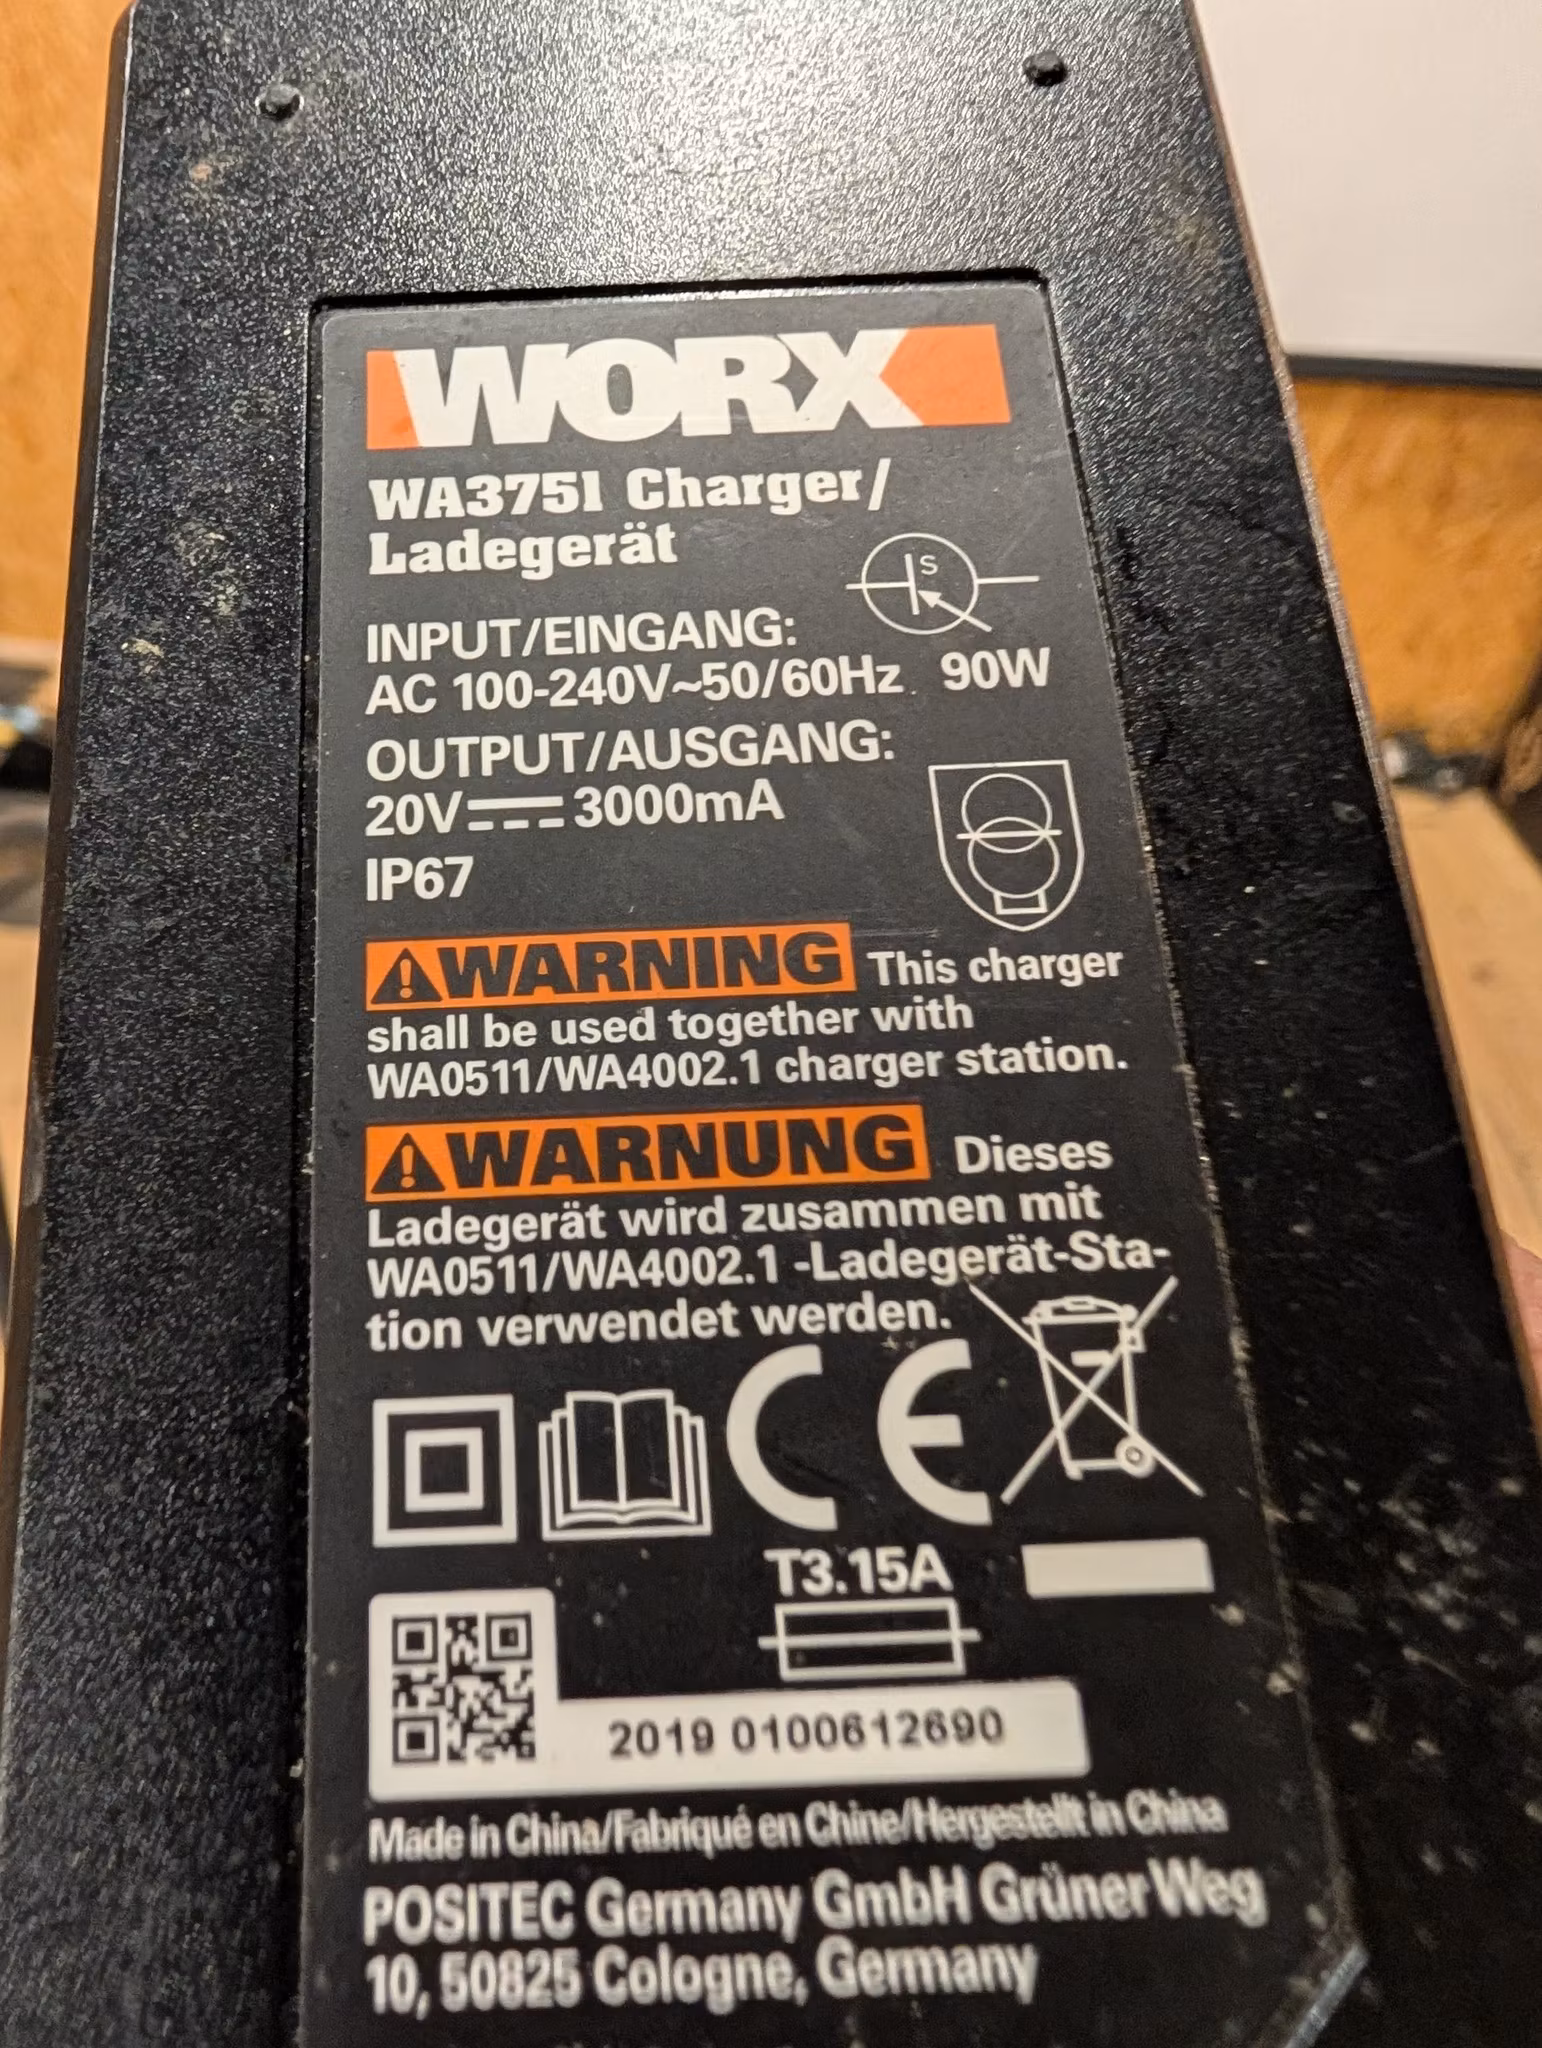 WORX
WA3751 Charger/
Ladegerät
S
INPUT/EINGANG:
AC 100-240V~50/60Hz 90W
OUTPUT/AUSGANG:
20V⎓3000mA
IP67
WARNING This charger
shall be used together with
WA0511/WA4002.1 charger station.
WARNUNG Dieses
Ladegerät wird zusammen mit
WA0511/WA4002.1 -Ladegerät-Sta-
tion verwendet werden.
CE
T3.15A
2019 0100612690
Made in China/Fabriqué en Chine/Hergestellt in China
POSITEC Germany GmbH Grüner Weg
10, 50825 Cologne, Germany